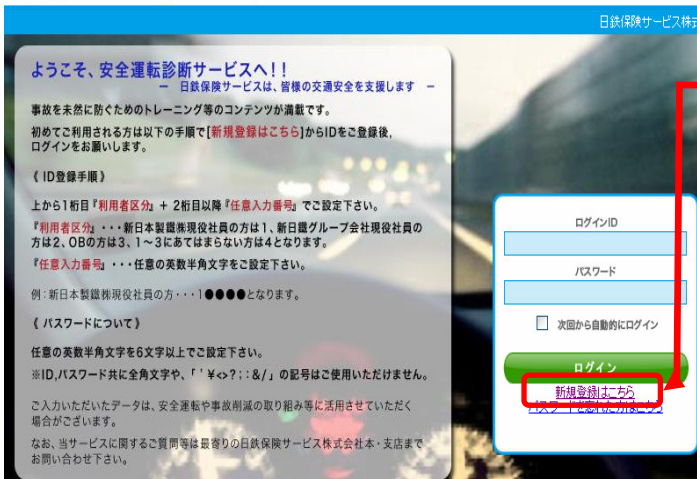 日鉄保険サービス株式
ようこそ、安全運転診断サービスへ！！
－ 日鉄保険サービスは、皆様の交通安全を支援します －
事故を未然に防ぐためのトレーニング等のコンテンツが満載です。
初めてご利用される方は以下の手順で[新規登録はこちら]からIDをご登録後,
ログインをお願いします。
《 ID登録手順》
上から1桁目『利用者区分』 + 2桁目以降『任意入力番号』でご設定下さい。
『利用者区分』・・・新日本製鐵㈱現役社員の方は１、新日鐵グループ会社現役社員の
方は2、OBの方は3、1～3にあてはまらない方は4となります。
『任意入力番号』・・・任意の英数半角文字をご設定下さい。
例：新日本製鐵㈱現役社員の方・・・1●●●●となります。
《 パスワードについて》
任意の英数半角文字を6文字以上でご設定下さい。
※ID,パスワード共に全角文字や、「 ' ¥<>?;:&/」の記号はご使用いただけません。
ご入力いただいたデータは、安全運転や事故削減の取り組み等に活用させていただく
場合がございます。
なお、当サービスに関するご質問等は最寄りの日鉄保険サービス株式会社本・支店まで
お問い合わせ下さい。
ログインID
パスワード
次回から自動的にログイン
ログイン
新規登録はこちら
パスワードを忘れた方はこちら